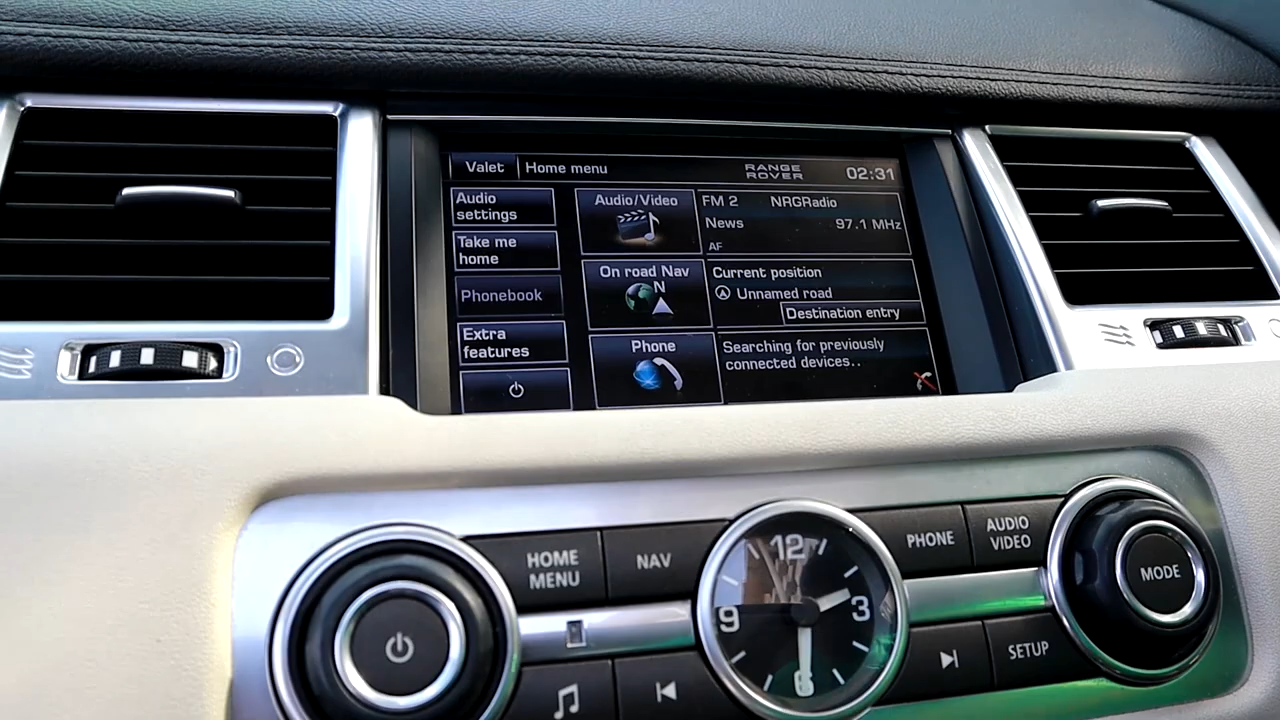 Valet
Home menu
RANGE
ROVER
02:31
Audio
settings
Take me
home
Phonebook
Extra
features
Audio/Video
FM 2 NRGRadio
News 97.1 MHz
AF
On road Nav
N
Current position
Unnamed road
Destination entry
Phone
Searching for previously
connected devices..
HOME
MENU
NAV
12
3
6
9
PHONE
AUDIO
VIDEO
MODE
SETUP